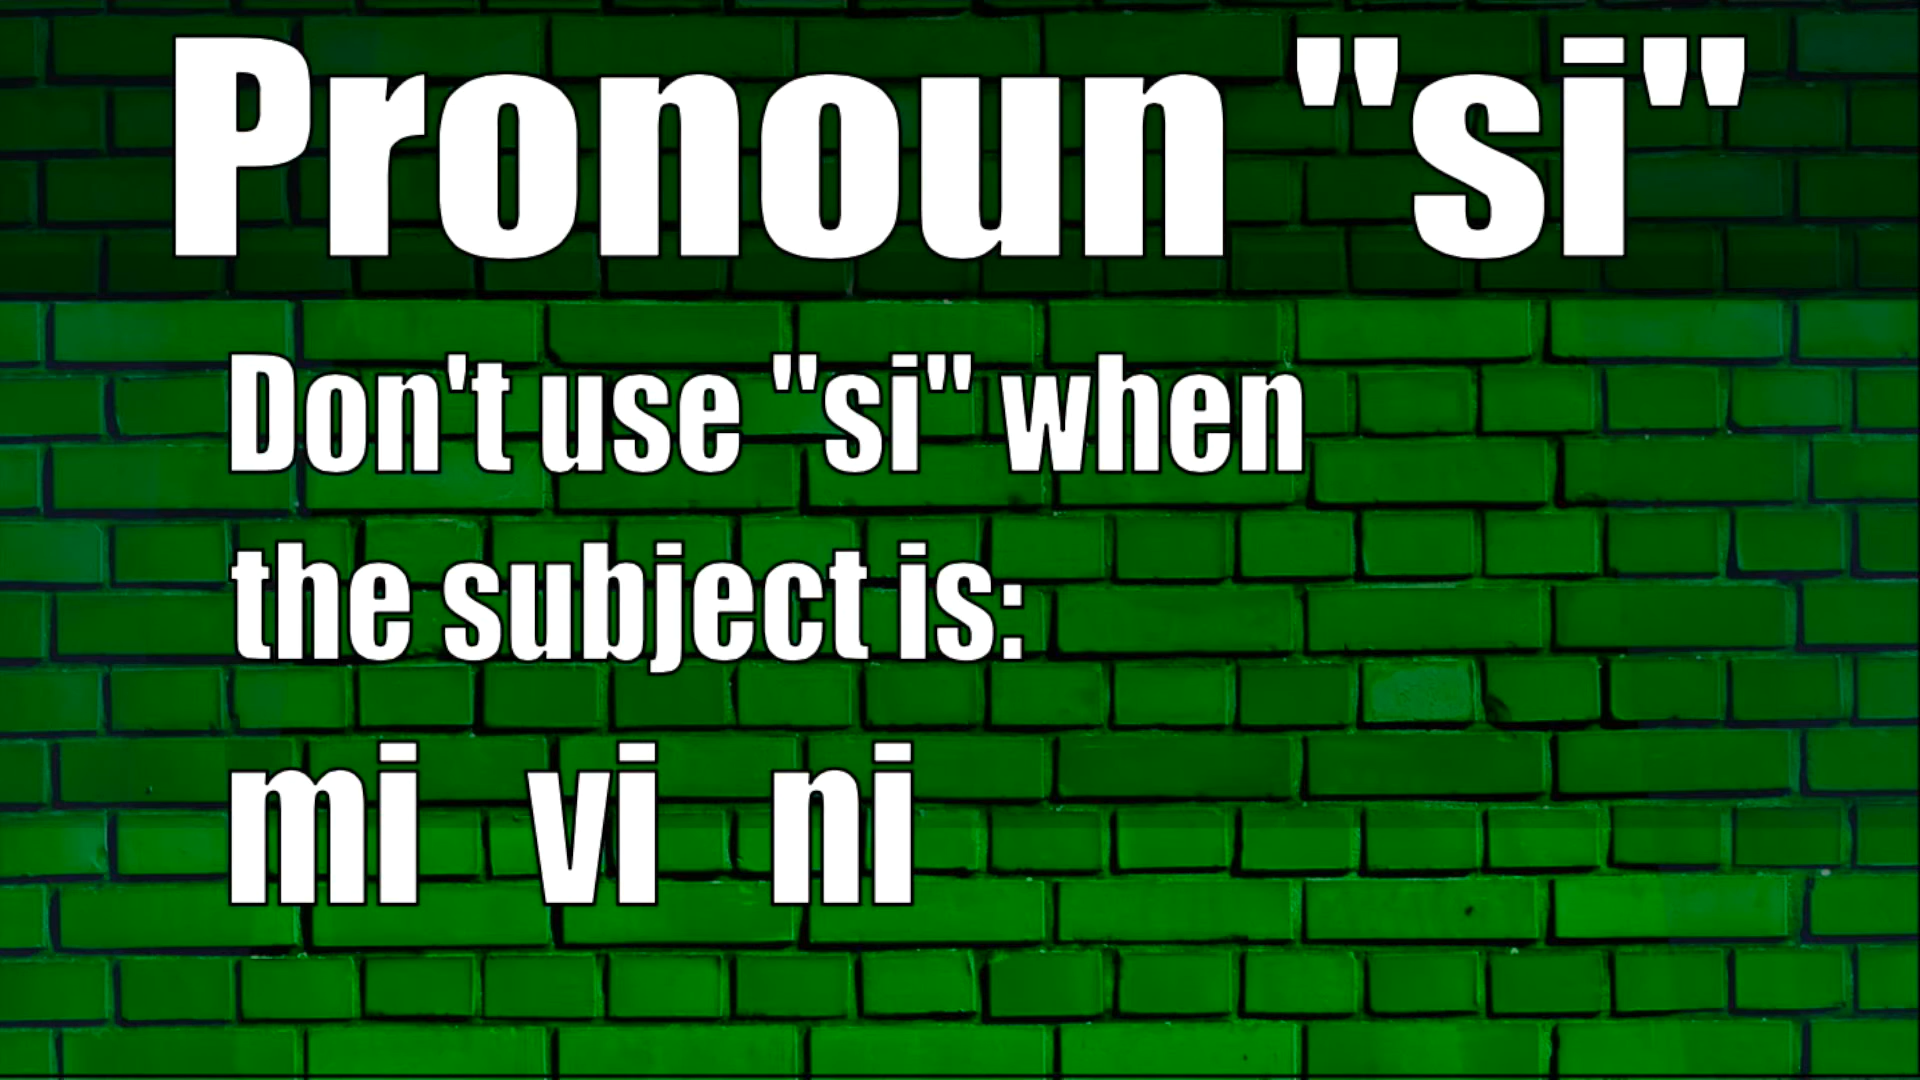 Pronoun "si"
Don't use "si" when
the subject is:
mi vi ni